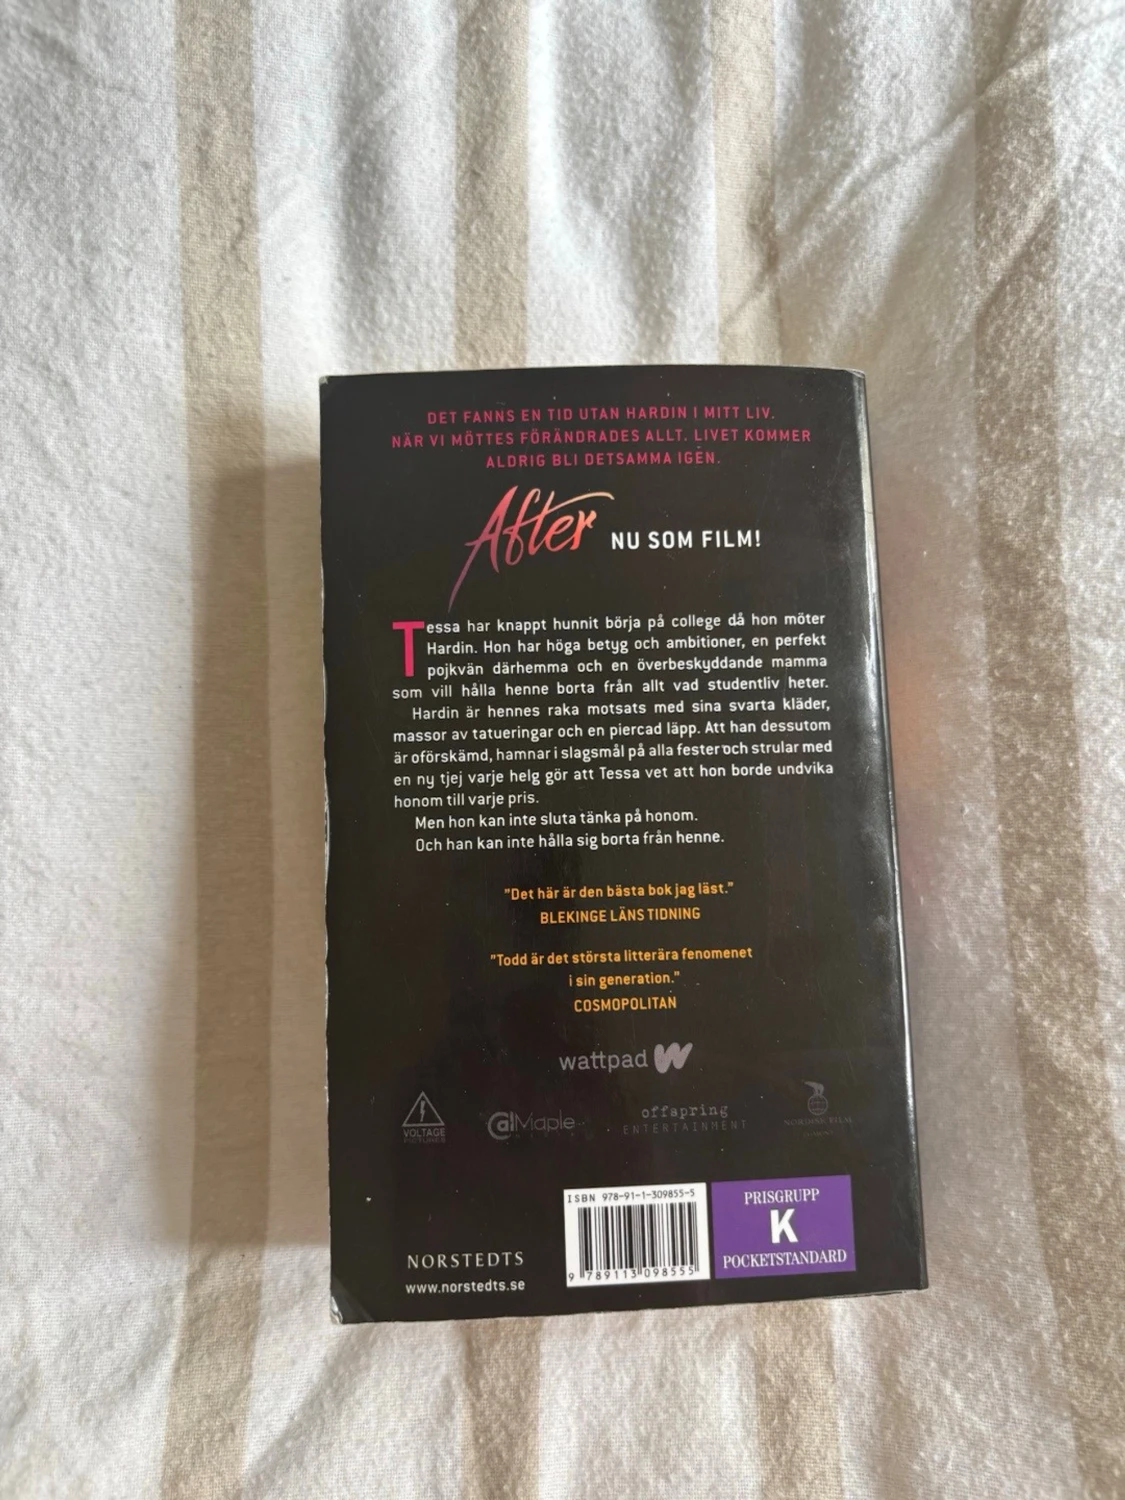 DET FANNS EN TID UTAN HARDIN I MITT LIV.
NÄR VI MÖTTES FÖRÄNDRADES ALLT. LIVET KOMMER
ALDRIG BLI DETSAMMA IGEN.
After NU SOM FILM!
Tessa har knappt hunnit börja på college då hon möter
Hardin. Hon har höga betyg och ambitioner, en perfekt
pojkvän därhemma och en överbeskyddande mamma
som vill hålla henne borta från allt vad studentliv heter.
Hardin är hennes raka motsats med sina svarta kläder,
massor av tatueringar och en piercad läpp. Att han dessutom
är oförskämd, hamnar i slagsmål på alla fester och strular med
en ny tjej varje helg gör att Tessa vet att hon borde undvika
honom till varje pris.
Men hon kan inte sluta tänka på honom.
Och han kan inte hålla sig borta från henne.
"Det här är den bästa bok jag läst."
BLEKINGE LÄNS TIDNING
"Todd är det största litterära fenomenet
i sin generation."
COSMOPOLITAN
wattpad W
VOLTAGE
PICTURES
CalMaple
offspring
ENTERTAINMENT
NORDISK FILM
ISBN 978-91-1-309855-5
9 789113 098555
PRISGRUPP
K
POCKETSTANDARD
NORSTEDTS
www.norstedts.se